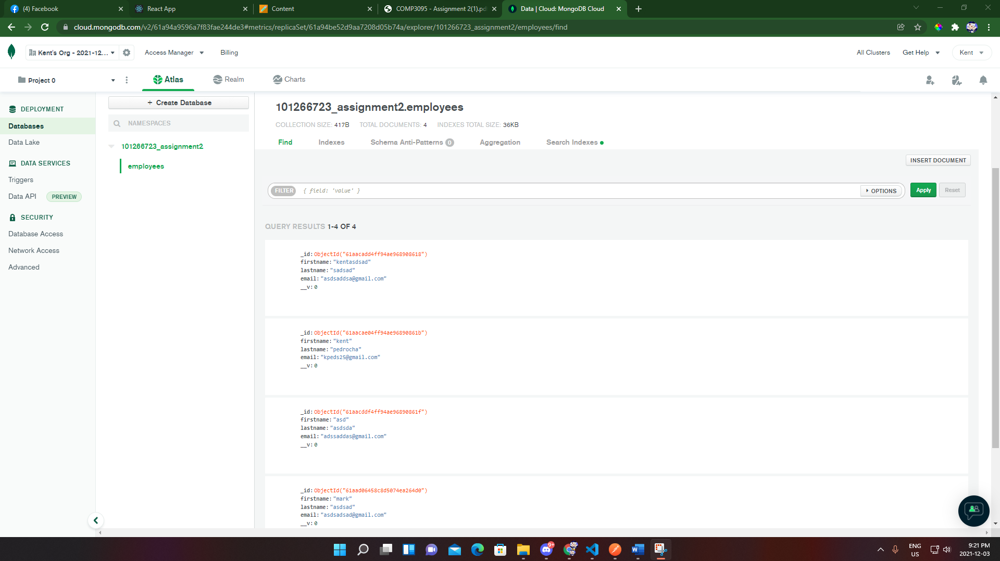 (4) Facebook
React App
Content
COMP3095 - Assignment 2(1).pd
Data | Cloud: MongoDB Cloud
cloud.mongodb.com/v2/61a94a9596a7f83fae244de3#metrics/replicaSet/61a94be52d9aa7208d05b74a/explorer/101266723_assignment2/employees/find
Kent's Org - 2021-12...
Access Manager
Billing
All Clusters
Get Help
Kent
Project 0
Atlas
Realm
Charts
DEPLOYMENT
Databases
Data Lake
DATA SERVICES
Triggers
Data API PREVIEW
SECURITY
Database Access
Network Access
Advanced
+ Create Database
NAMESPACES
101266723_assignment2
employees
101266723_assignment2.employees
COLLECTION SIZE: 417B TOTAL DOCUMENTS: 4 INDEXES TOTAL SIZE: 36KB
Find Indexes Schema Anti-Patterns 0 Aggregation Search Indexes
INSERT DOCUMENT
FILTER { field: 'value' } OPTIONS Apply Reset
QUERY RESULTS 1-4 OF 4
_id: ObjectId("61aacadd4ff94ae968908618")
firstname: "kentasdsad"
lastname: "sadsad"
email: "asdsaddsa@gmail.com"
__v: 0
_id: ObjectId("61aacae04ff94ae96890861b")
firstname: "kent"
lastname: "pedrocha"
email: "kpeds25@gmail.com"
__v: 0
_id: ObjectId("61aacddf4ff94ae96890861f")
firstname: "asd"
lastname: "asdsda"
email: "adssaddas@gmail.com"
__v: 0
_id: ObjectId("61aad06458c8d5074ea264d0")
firstname: "mark"
lastname: "asdsad"
email: "asdsadsad@gmail.com"
__v: 0
9+
ENG
US
9:21 PM
2021-12-03